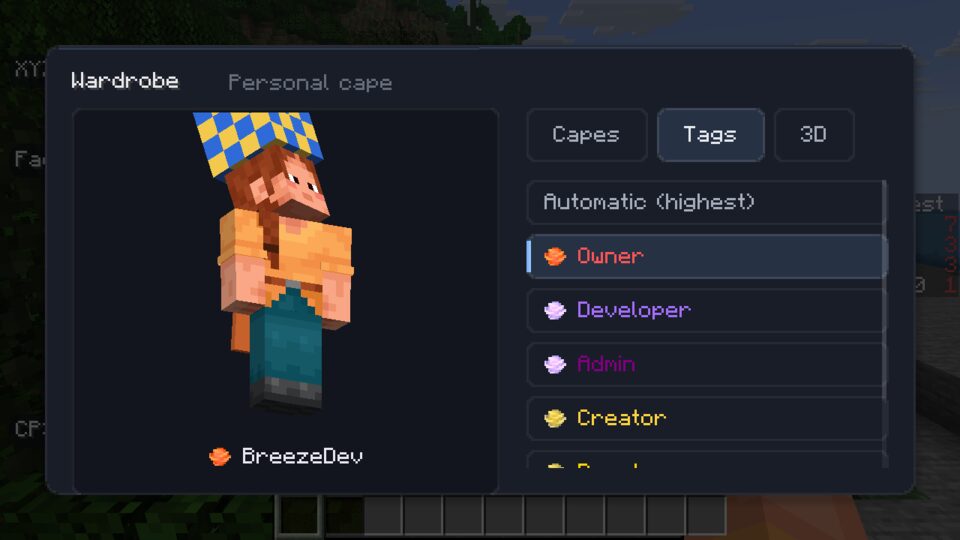 Wardrobe
Personal cape
Capes
Tags
3D
Automatic (highest)
Owner
Developer
Admin
Creator
BreezeDev